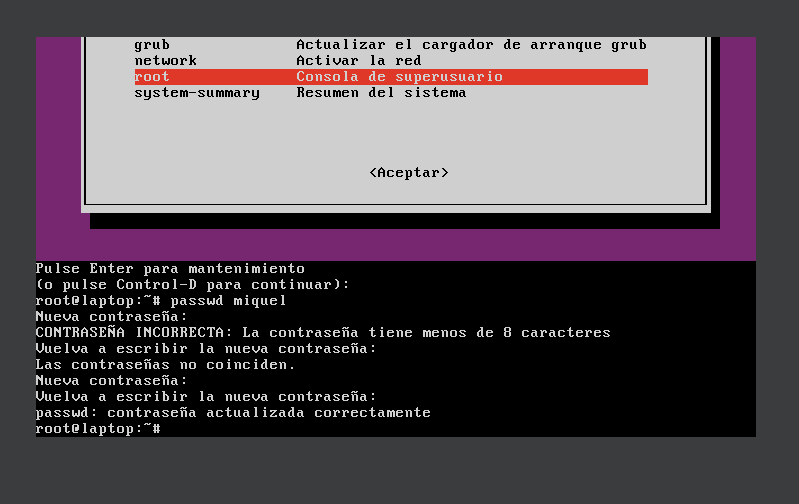 grub Actualizar el cargador de arranque grub
network Activar la red
root Consola de superusuario
system-summary Resumen del sistema
<Aceptar>
Pulse Enter para mantenimiento
(o pulse Control-D para continuar):
root@laptop:~# passwd miquel
Nueva contraseña:
CONTRASEÑA INCORRECTA: La contraseña tiene menos de 8 caracteres
Vuelva a escribir la nueva contraseña:
Las contraseñas no coinciden.
Nueva contraseña:
Vuelva a escribir la nueva contraseña:
passwd: contraseña actualizada correctamente
root@laptop:~#